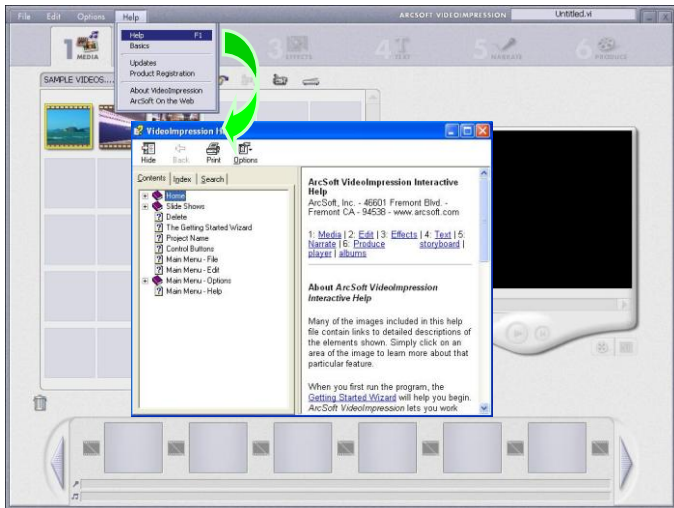 File Edit Options Help
ARCSOFT VIDEOIMPRESSION
Untitled.vi
1 MEDIA
3 EFFECTS
4 TEXT
5 NARRATE
6 PRODUCE
Help F1
Basics
Updates
Product Registration
About VideoImpression
ArcSoft On the Web
SAMPLE VIDEOS....
VideoImpression H
Hide Back Print Options
Contents Index Search
Home
Slide Shows
Delete
The Getting Started Wizard
Project Name
Control Buttons
Main Menu - File
Main Menu - Edit
Main Menu - Options
Main Menu - Help
ArcSoft VideoImpression Interactive
Help
ArcSoft, Inc. - 46601 Fremont Blvd. -
Fremont CA - 94538 - www.arcsoft.com
1: Media | 2: Edit | 3: Effects | 4: Text | 5:
Narrate | 6: Produce storyboard |
player | albums
About ArcSoft VideoImpression
Interactive Help
Many of the images included in this help
file contain links to detailed descriptions of
the elements shown. Simply click on an
area of the image to learn more about that
particular feature.
When you first run the program, the
Getting Started Wizard will help you begin.
ArcSoft VideoImpression lets you work